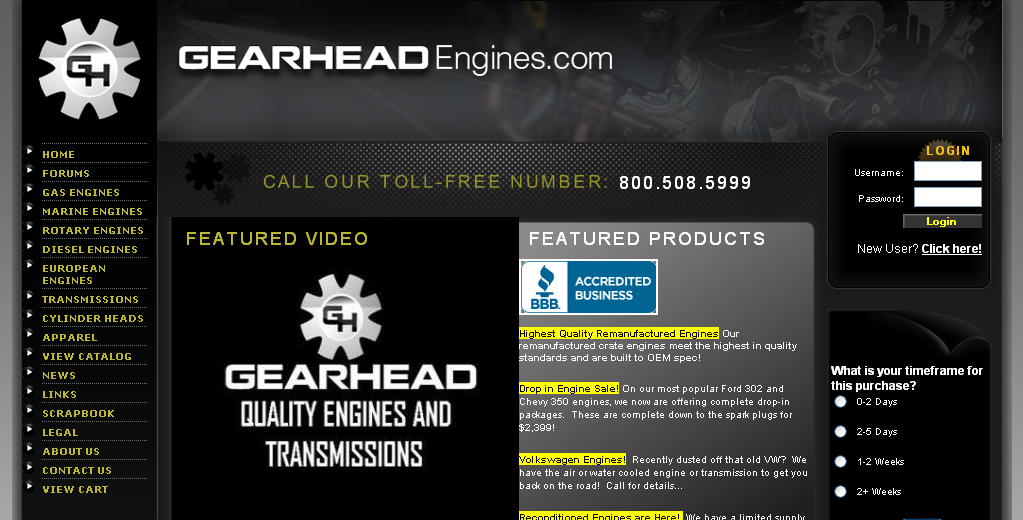 GH
GEARHEAD Engines.com
HOME
FORUMS
GAS ENGINES
MARINE ENGINES
ROTARY ENGINES
DIESEL ENGINES
EUROPEAN
ENGINES
TRANSMISSIONS
CYLINDER HEADS
APPAREL
VIEW CATALOG
NEWS
LINKS
SCRAPBOOK
LEGAL
ABOUT US
CONTACT US
VIEW CART
CALL OUR TOLL-FREE NUMBER: 800.508.5999
LOGIN
Username:
Password:
Login
New User? Click here!
FEATURED VIDEO
GH
GEARHEAD
QUALITY ENGINES AND
TRANSMISSIONS
FEATURED PRODUCTS
BBB.
ACCREDITED
BUSINESS
Highest Quality Remanufactured Engines Our
remanufactured crate engines meet the highest in quality
standards and are built to OEM spec!
Drop in Engine Sale! On our most popular Ford 302 and
Chevy 350 engines, we now are offering complete drop-in
packages. These are complete down to the spark plugs for
$2,399!
Volkswagen Engines! Recently dusted off that old VW? We
have the air or water cooled engine or transmission to get you
back on the road! Call for details...
Reconditioned Engines are Here! We have a limited supply
What is your timeframe for
this purchase?
0-2 Days
2-5 Days
1-2 Weeks
2+ Weeks